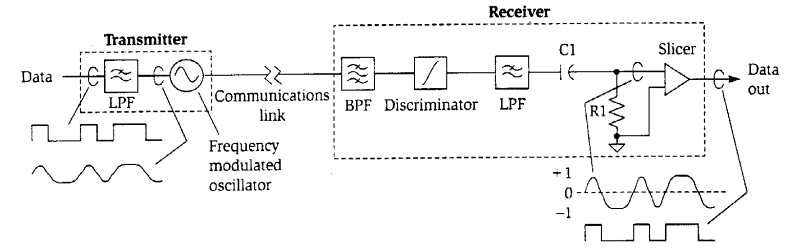 Receiver
Transmitter
C1
Slicer
Data
LPF
Communications
link
BPF
Discriminator
LPF
R1
Data
out
Frequency
modulated
oscillator
+1
0
−1